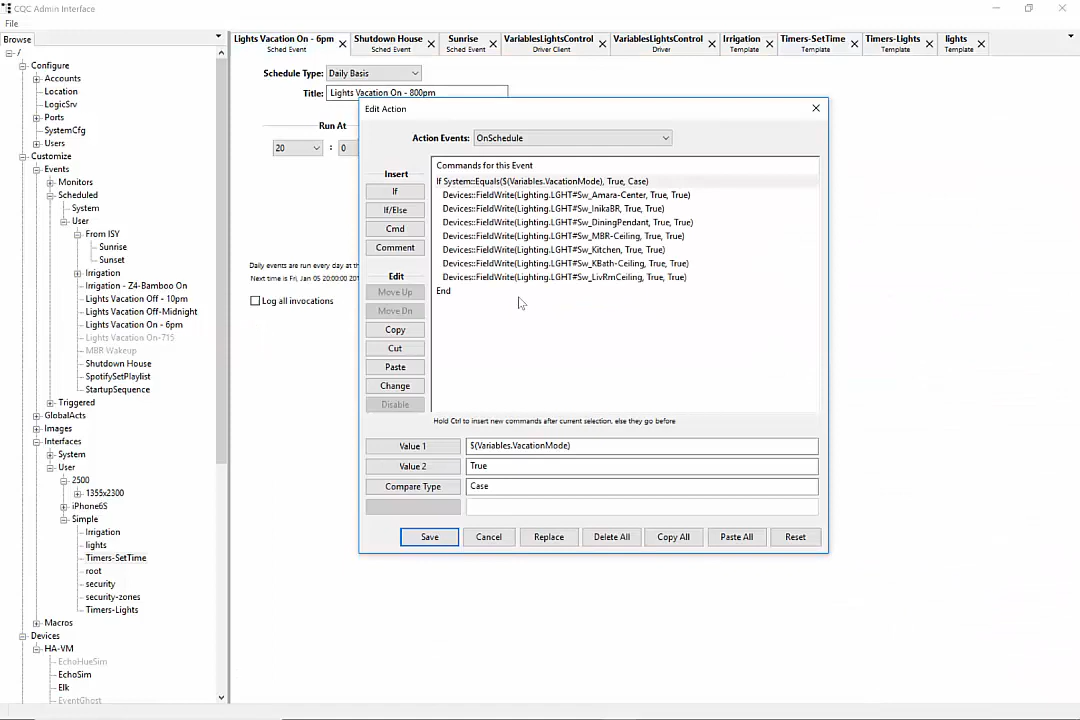 CQC Admin Interface
File
Browse
/
Configure
Accounts
Location
LogicSrv
Ports
SystemCfg
Users
Customize
Events
Monitors
Scheduled
System
User
From ISY
Sunrise
Sunset
Irrigation
Irrigation - Z4-Bamboo On
Lights Vacation Off - 10pm
Lights Vacation Off-Midnight
Lights Vacation On - 6pm
Lights Vacation On-715
MBR Wakeup
Shutdown House
SpotifySetPlaylist
StartupSequence
Triggered
GlobalActs
Images
Interfaces
System
User
2500
1355x2300
iPhone6S
Simple
Irrigation
lights
Timers-SetTime
root
security
security-zones
Timers-Lights
Macros
Devices
HA-VM
EchoHueSim
EchoSim
Elk
EventGhost
Lights Vacation On - 6pm
Sched Event
Shutdown House
Sched Event
Sunrise
Sched Event
VariablesLightsControl
Driver Client
VariablesLightsControl
Driver
Irrigation
Template
Timers-SetTime
Template
Timers-Lights
Template
lights
Template
Schedule Type: Daily Basis
Title: Lights Vacation On - 800pm
Run At
20 : 0
Daily events are run every day at th
Next time is Fri, Jan 05 20:00:00 201
Log all invocations
Edit Action
Action Events: OnSchedule
Insert
If
If/Else
Cmd
Comment
Edit
Move Up
Move Dn
Copy
Cut
Paste
Change
Disable
Commands for this Event
If System::Equals($(Variables.VacationMode), True, Case)
Devices::FieldWrite(Lighting.LGHT#Sw_Amara-Center, True, True)
Devices::FieldWrite(Lighting.LGHT#Sw_InikaBR, True, True)
Devices::FieldWrite(Lighting.LGHT#Sw_DiningPendant, True, True)
Devices::FieldWrite(Lighting.LGHT#Sw_MBR-Ceiling, True, True)
Devices::FieldWrite(Lighting.LGHT#Sw_Kitchen, True, True)
Devices::FieldWrite(Lighting.LGHT#Sw_KBath-Ceiling, True, True)
Devices::FieldWrite(Lighting.LGHT#Sw_LivRmCeiling, True, True)
End
Hold Ctrl to insert new commands after current selection, else they go before
Value 1 $(Variables.VacationMode)
Value 2 True
Compare Type Case
Save Cancel Replace Delete All Copy All Paste All Reset